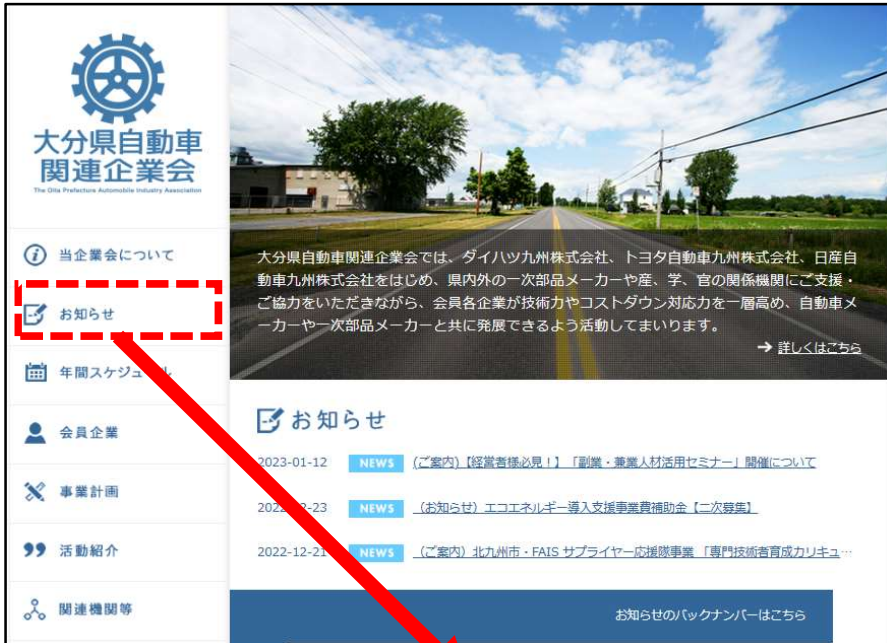 大分県自動車
関連企業会
The Oita Prefecture Automobile Industry Association
当企業会について
お知らせ
年間スケジュール
会員企業
事業計画
活動紹介
関連機関等
大分県自動車関連企業会では、ダイハツ九州株式会社、トヨタ自動車九州株式会社、日産自
動車九州株式会社をはじめ、県内外の一次部品メーカーや産、学、官の関係機関にご支援・
ご協力をいただきながら、会員各企業が技術力やコストダウン対応力を一層高め、自動車メ
ーカーや一次部品メーカーと共に発展できるよう活動してまいります。
→ 詳しくはこちら
お知らせ
2023-01-12 NEWS (ご案内)【経営者様必見!】「副業・兼業人材活用セミナー」開催について
2022-12-23 NEWS (お知らせ) エコエネルギー導入支援事業費補助金【二次募集】
2022-12-21 NEWS (ご案内) 北九州市・FAIS サプライヤー応援隊事業 「専門技術者育成カリキュ…
お知らせのバックナンバーはこちら